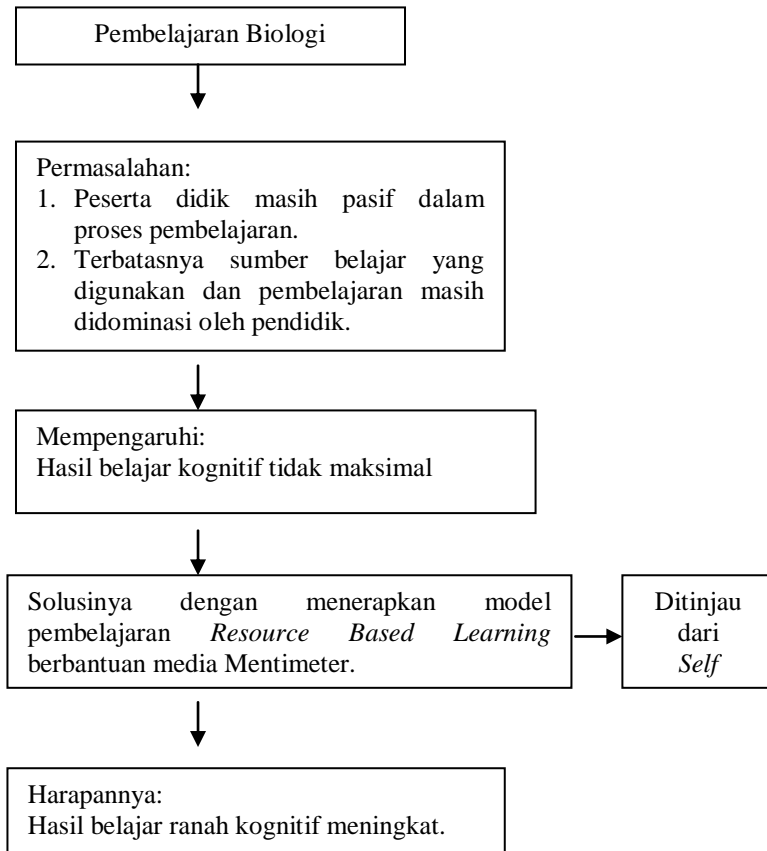 Pembelajaran Biologi
Permasalahan:
1. Peserta didik masih pasif dalam
proses pembelajaran.
2. Terbatasnya sumber belajar yang
digunakan dan pembelajaran masih
didominasi oleh pendidik.
Mempengaruhi:
Hasil belajar kognitif tidak maksimal
Solusinya dengan menerapkan model
pembelajaran Resource Based Learning
berbantuan media Mentimeter.
Ditinjau
dari
Self
Harapannya:
Hasil belajar ranah kognitif meningkat.